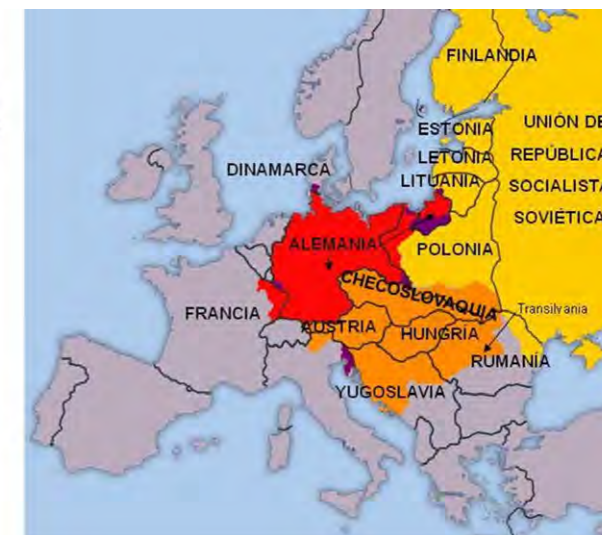 FINLANDIA
ESTONIA
UNIÓN DE
LETONIA
REPÚBLICA
DINAMARCA
LITUANIA
SOCIALISTA
SOVIÉTICA
ALEMANIA
POLONIA
CHECOSLOVAQUIA
FRANCIA
Transilvania
AUSTRIA
HUNGRÍA
RUMANÍA
YUGOSLAVIA